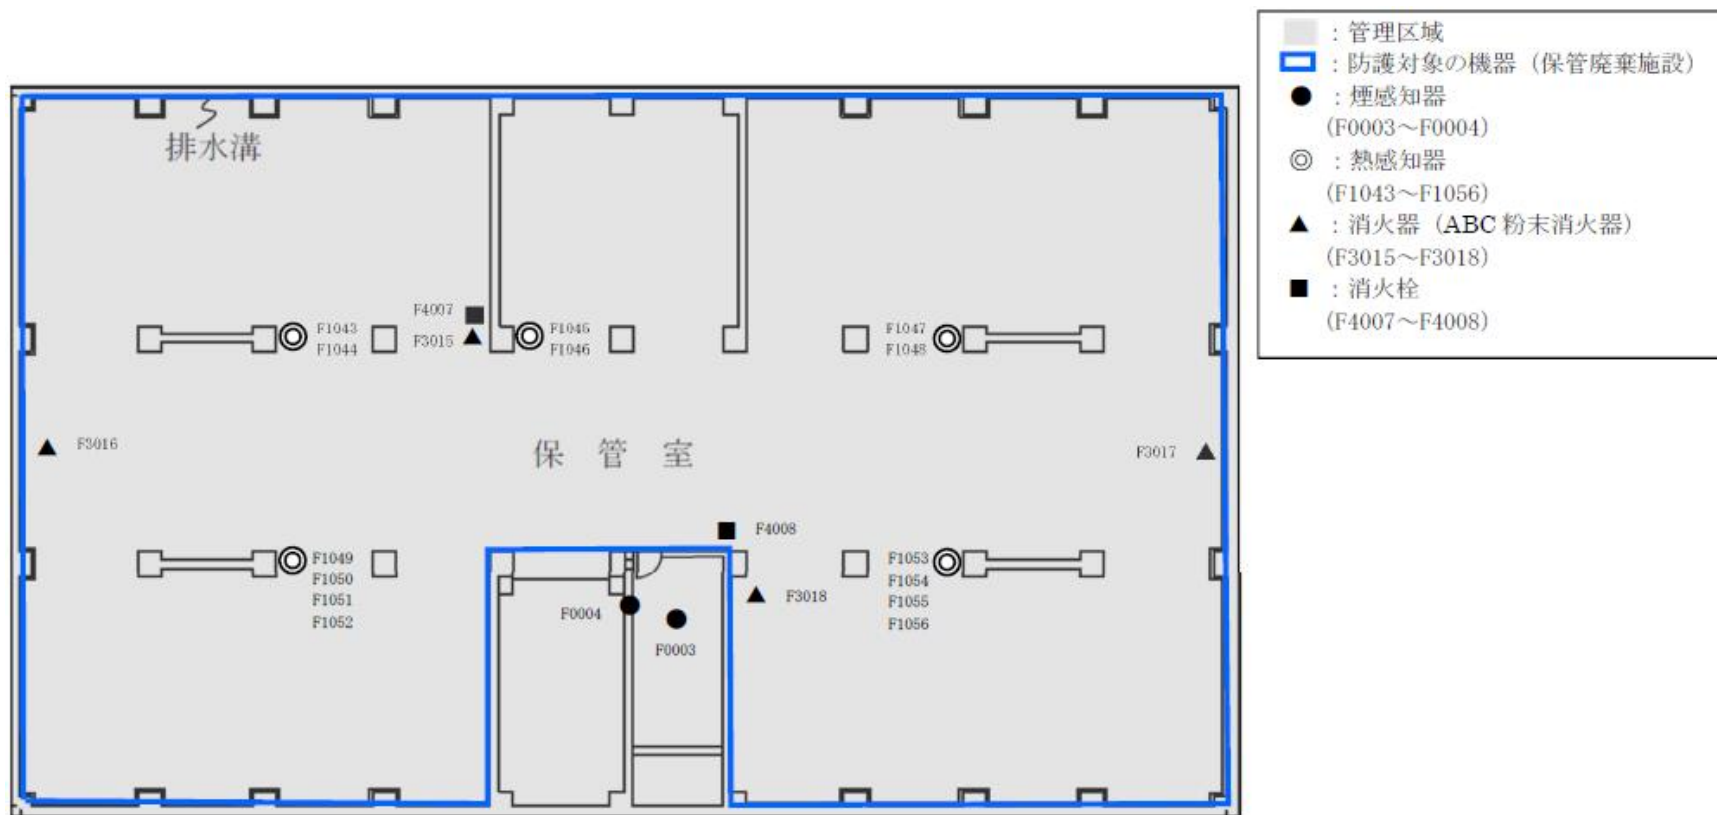 排水溝
F4007
F3015
F1043
F1044
F1045
F1046
F1047
F1048
F3016
保管室
F3017
F4008
F1049
F1050
F1051
F1052
F0004
F0003
F3018
F1053
F1054
F1055
F1056
：管理区域
：防護対象の機器（保管廃棄施設）
：煙感知器
(F0003～F0004)
：熱感知器
(F1043～F1056)
：消火器（ABC 粉末消火器）
(F3015～F3018)
：消火栓
(F4007～F4008)